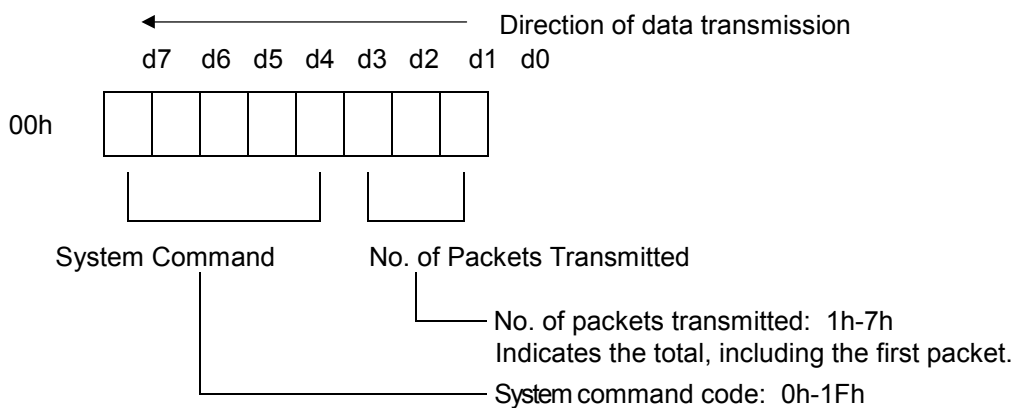 Direction of data transmission
d7 d6 d5 d4 d3 d2 d1 d0
00h
System Command No. of Packets Transmitted
No. of packets transmitted: 1h-7h
Indicates the total, including the first packet.
System command code: 0h-1Fh